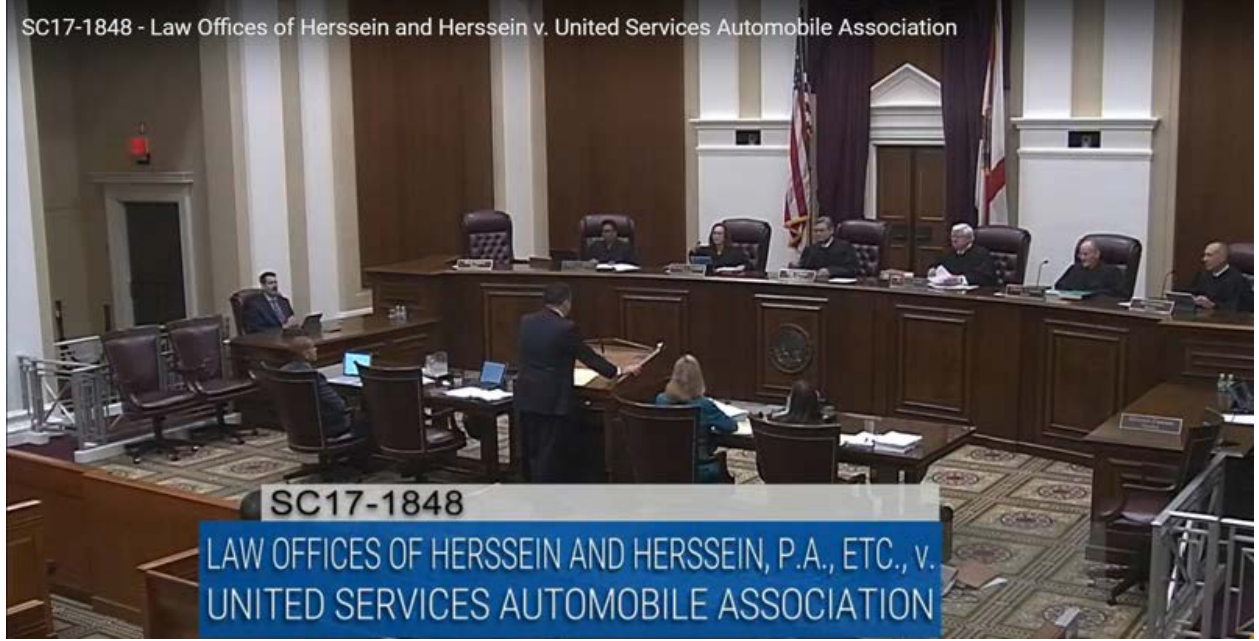 SC17-1848 - Law Offices of Herssein and Herssein v. United Services Automobile Association
SC17-1848
LAW OFFICES OF HERSSEIN AND HERSSEIN, P.A., ETC., v.
UNITED SERVICES AUTOMOBILE ASSOCIATION